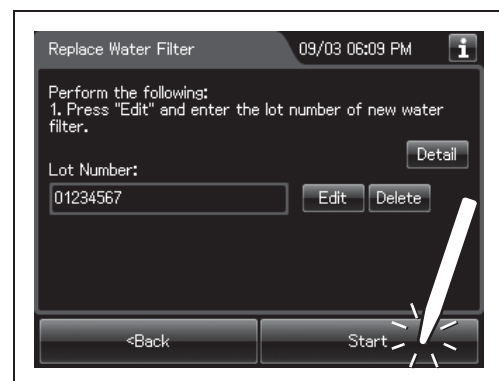 Replace Water Filter
09/03 06:09 PM
i
Perform the following:
1. Press "Edit" and enter the lot number of new water
filter.
Detail
Lot Number:
01234567
Edit
Delete
<Back
Start